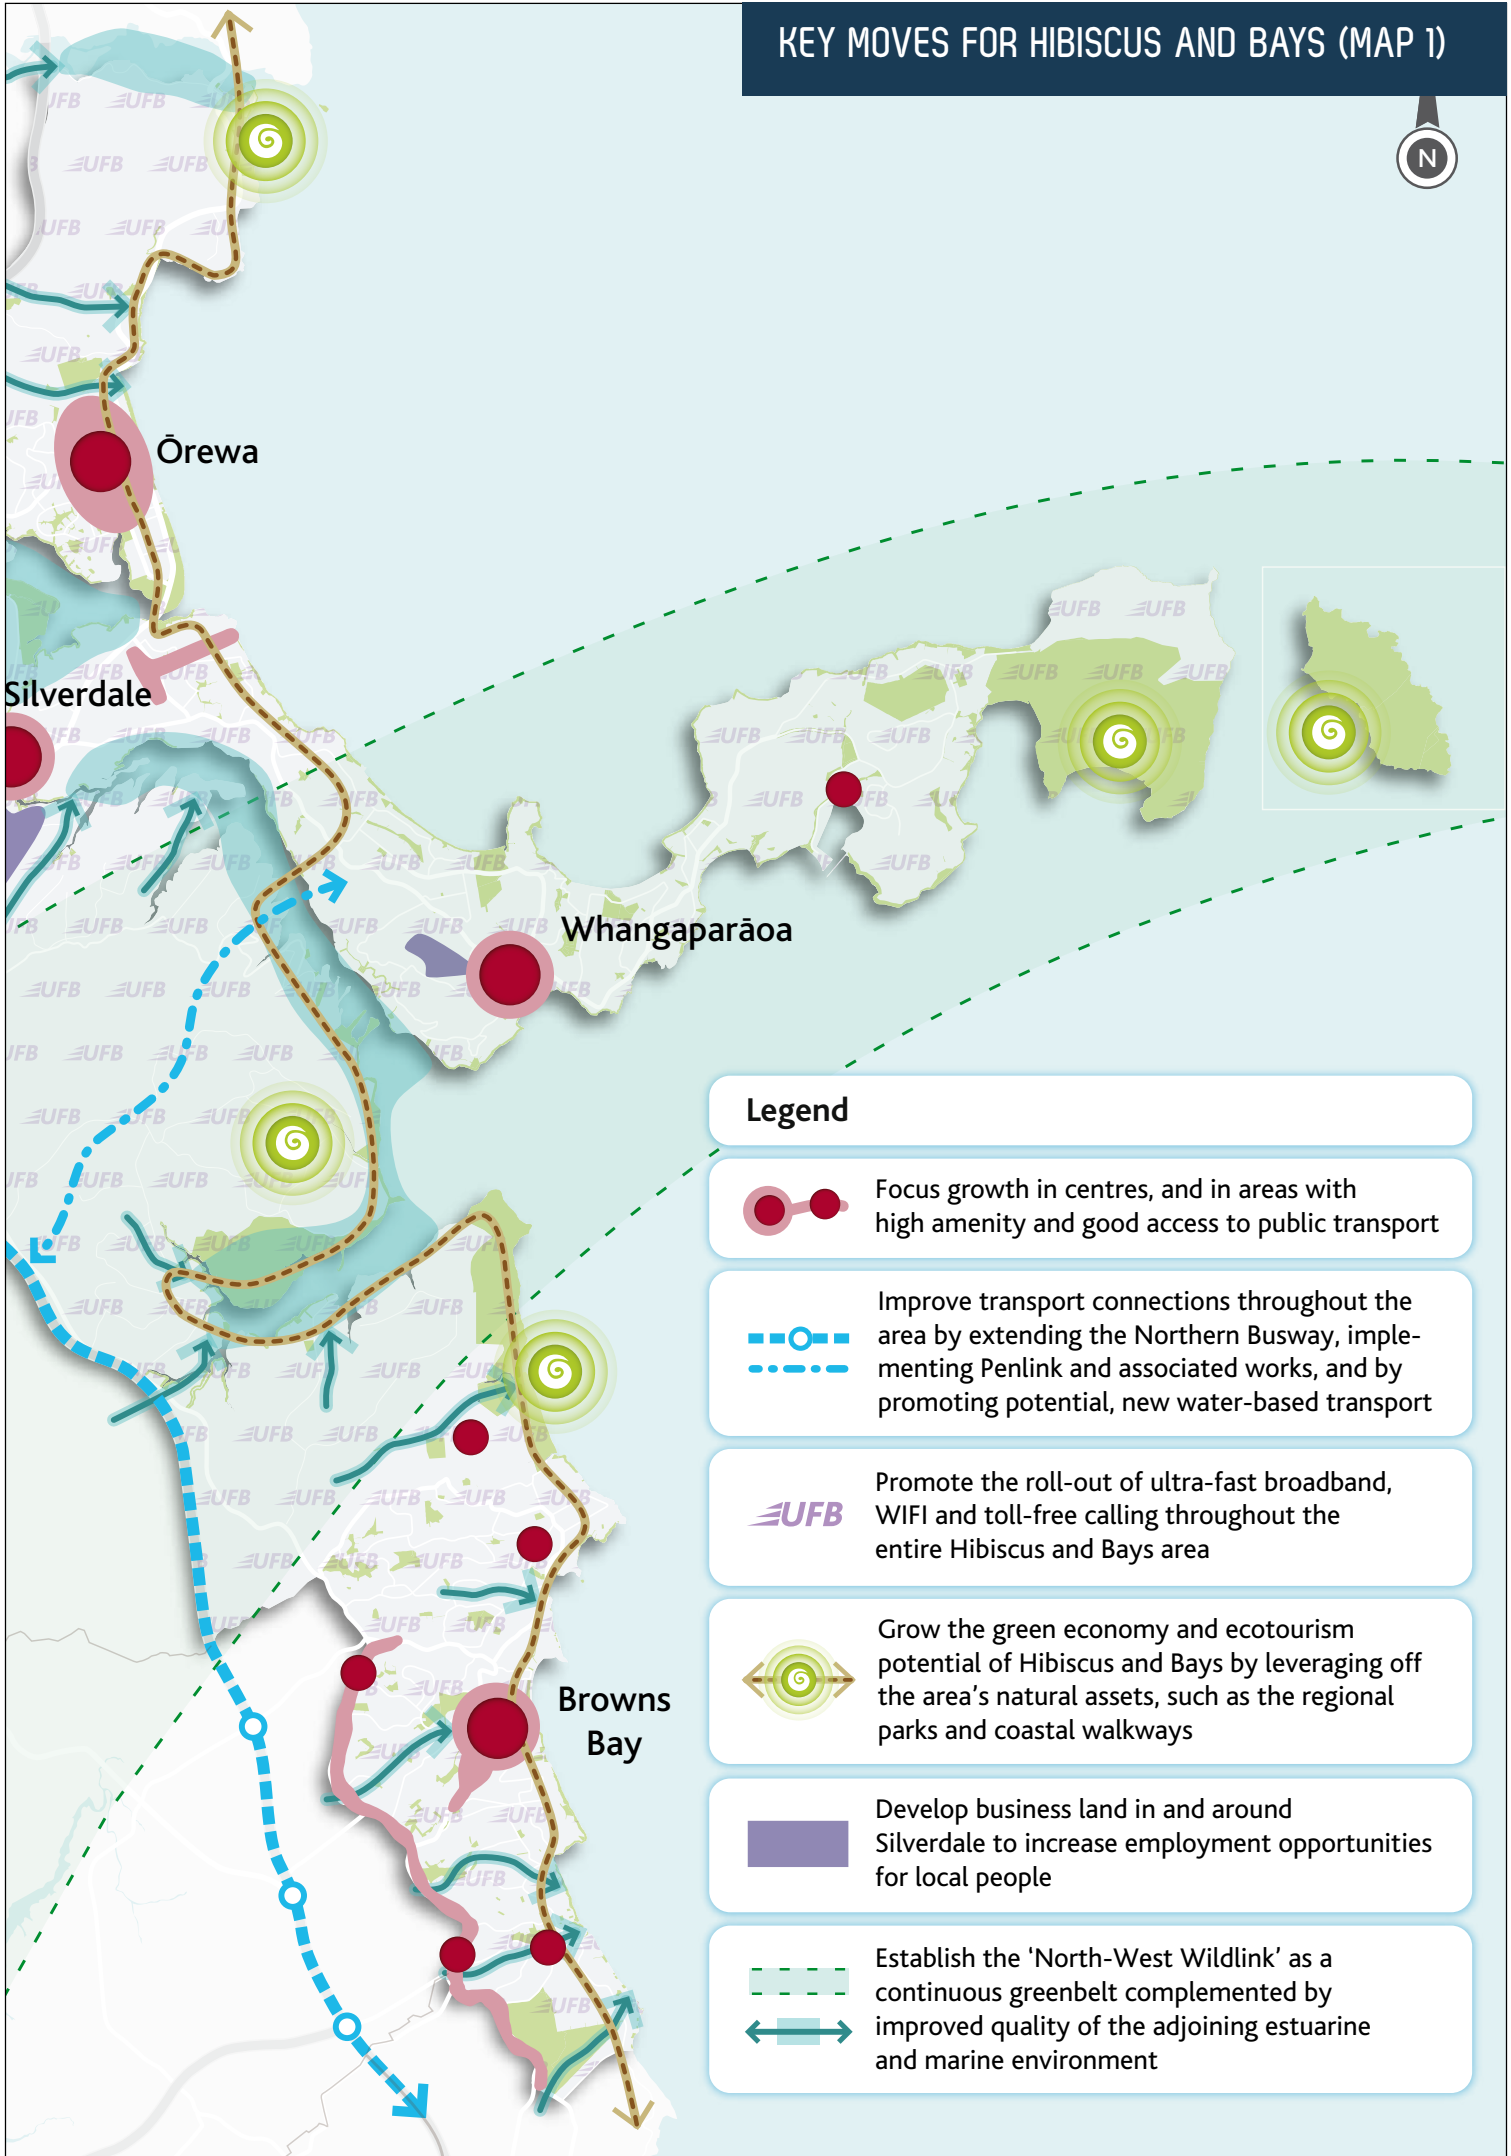 KEY MOVES FOR HIBISCUS AND BAYS (MAP 1)
N
Ōrewa
Silverdale
Whangaparāoa
Browns
Bay
Legend
Focus growth in centres, and in areas with
high amenity and good access to public transport
Improve transport connections throughout the
area by extending the Northern Busway, imple-
menting Penlink and associated works, and by
promoting potential, new water-based transport
UFB
Promote the roll-out of ultra-fast broadband,
WIFI and toll-free calling throughout the
entire Hibiscus and Bays area
Grow the green economy and ecotourism
potential of Hibiscus and Bays by leveraging off
the area's natural assets, such as the regional
parks and coastal walkways
Develop business land in and around
Silverdale to increase employment opportunities
for local people
Establish the ‘North-West Wildlink’ as a
continuous greenbelt complemented by
improved quality of the adjoining estuarine
and marine environment